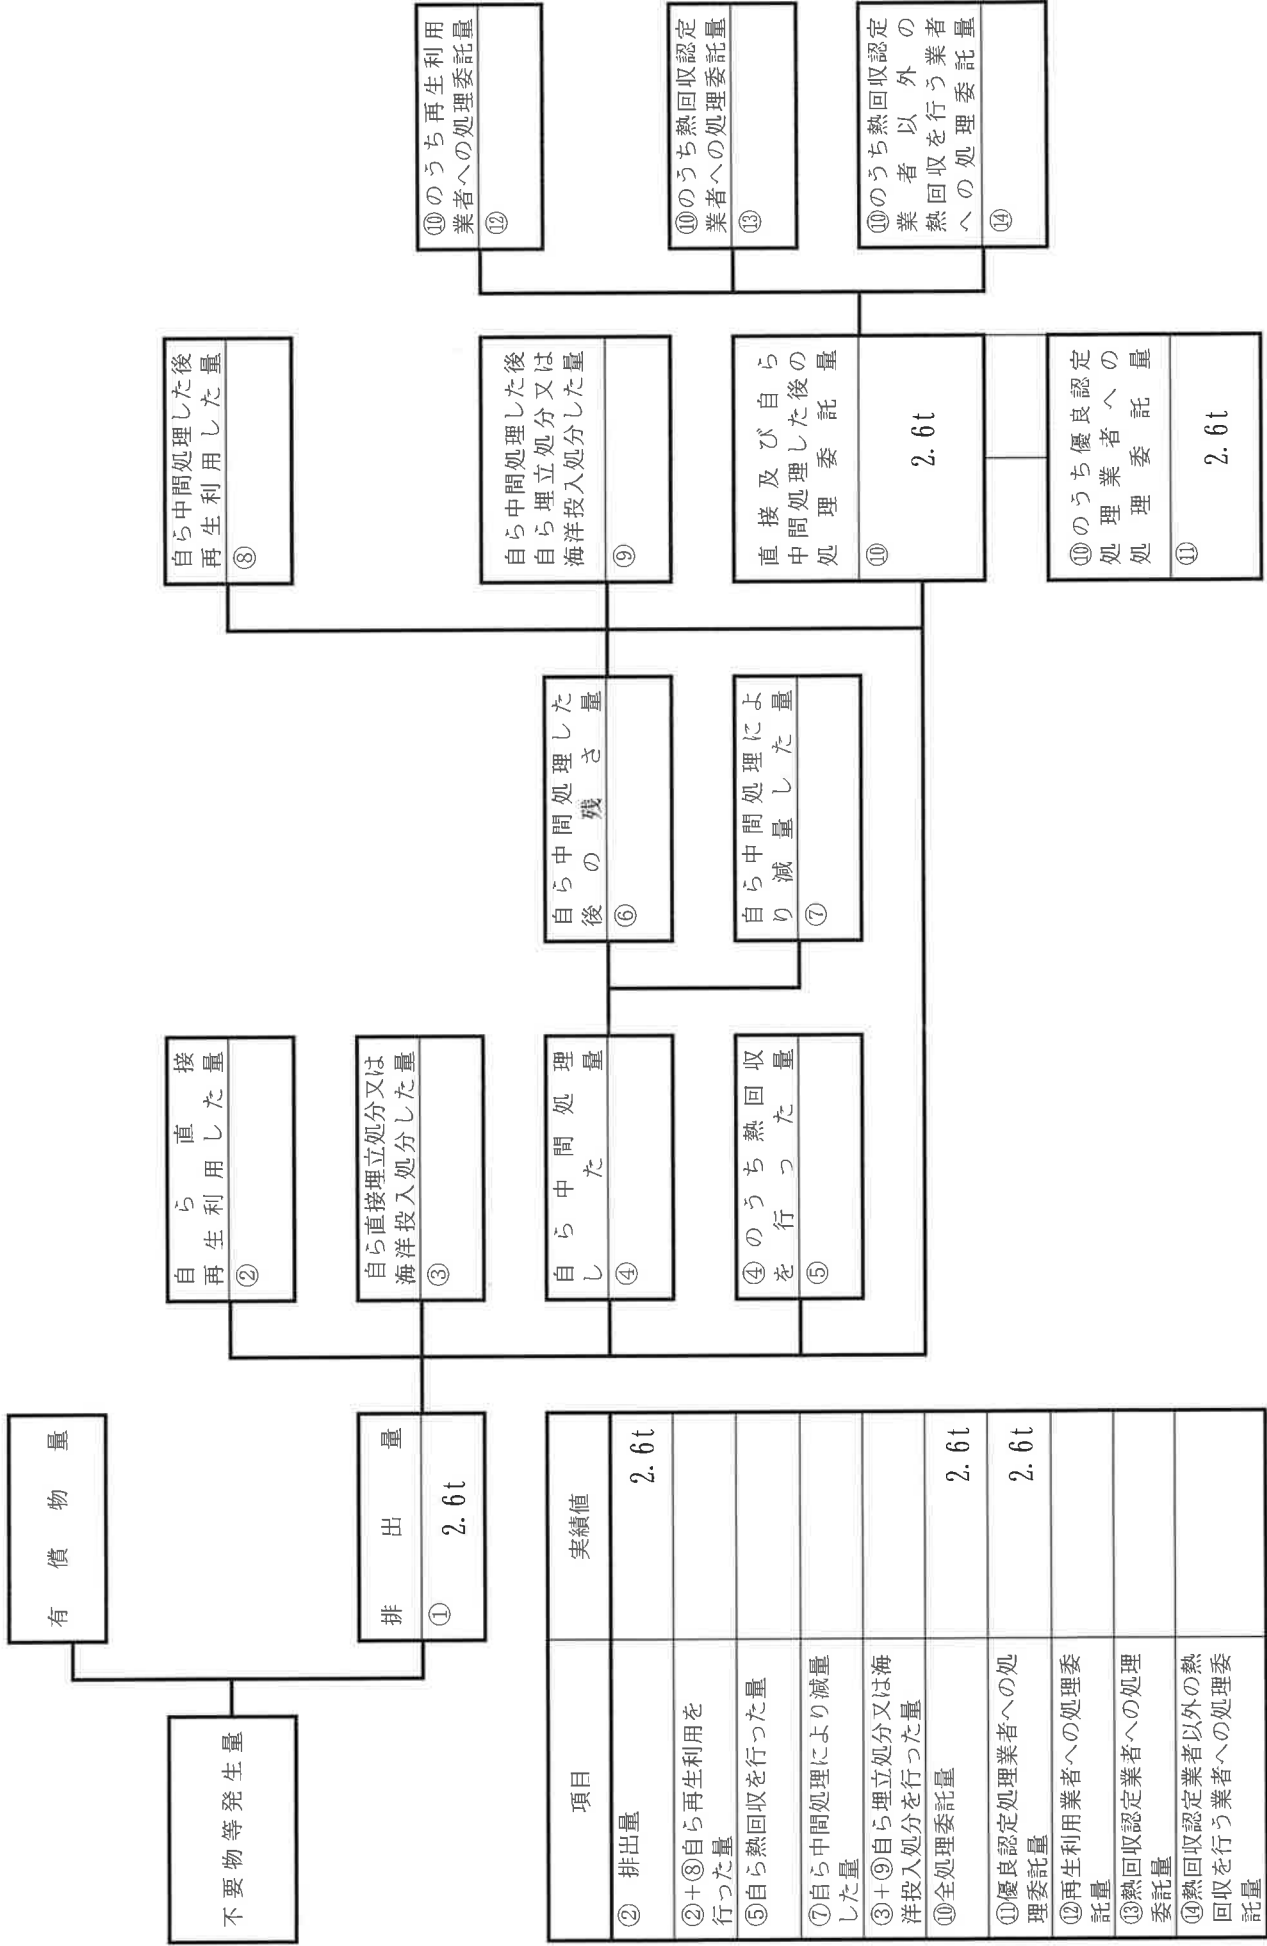 不要物等発生量
有償物量
排出量
①
2.6t
自ら直接
再生利用した量
②
自ら直接埋立処分又は
海洋投入処分した量
③
自ら中間処理
した量
④
④のうち熱回収
を行った量
⑤
自ら中間処理した
後の残さ量
⑥
自ら中間処理によ
り減量した量
⑦
自ら中間処理した後
再生利用した量
⑧
自ら中間処理した後
自ら埋立処分又は
海洋投入処分した量
⑨
直接及び自ら
中間処理した後の
処理委託量
⑩
2.6t
⑩のうち優良認定
処理業者への
処理委託量
⑪
2.6t
⑩のうち再生利用
業者への処理委託量
⑫
⑩のうち熱回収認定
業者への処理委託量
⑬
⑩のうち熱回収認定
業者以外の
熱回収を行う業者
への処理委託量
⑭
項目 実績値
② 排出量 2.6t
②+⑧自ら再生利用を
行った量
⑤自ら熱回収を行った量
⑦自ら中間処理により減量
した量
③+⑨自ら埋立処分又は海
洋投入処分を行った量
⑩全処理委託量 2.6t
⑪優良認定処理業者への処
理委託量 2.6t
⑫再生利用業者への処理委
託量
⑬熱回収認定業者への処理
委託量
⑭熱回収認定業者以外の熱
回収を行う業者への処理委
託量